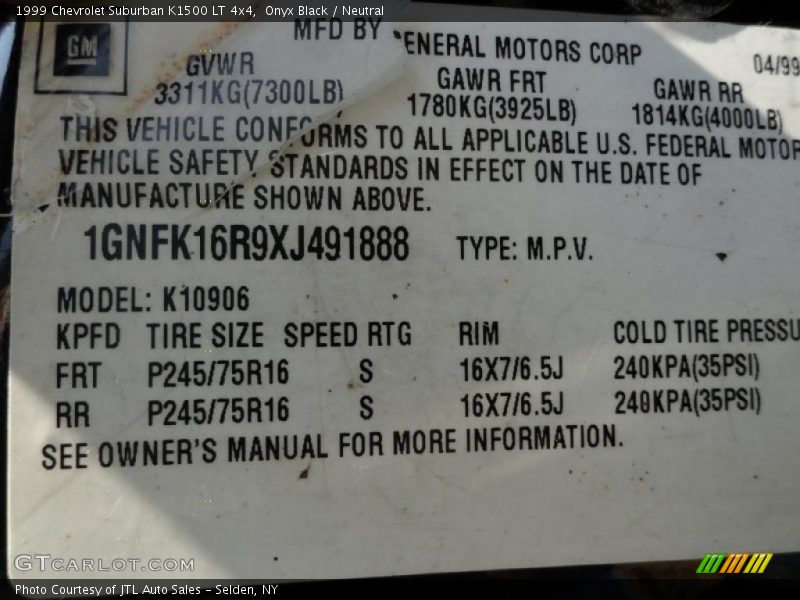 1999 Chevrolet Suburban K1500 LT 4x4,  Onyx Black / Neutral
GM
MFD BY GENERAL MOTORS CORP
04/99
GVWR GAWR FRT GAWR RR
3311KG(7300LB) 1780KG(3925LB) 1814KG(4000LB)
THIS VEHICLE CONFORMS TO ALL APPLICABLE U.S. FEDERAL MOTOR
VEHICLE SAFETY STANDARDS IN EFFECT ON THE DATE OF
MANUFACTURE SHOWN ABOVE.
1GNFK16R9XJ491888 TYPE: M.P.V.
MODEL: K10906
KPFD TIRE SIZE SPEED RTG RIM COLD TIRE PRESSU
FRT P245/75R16 S 16X7/6.5J 240KPA(35PSI)
RR P245/75R16 S 16X7/6.5J 240KPA(35PSI)
SEE OWNER'S MANUAL FOR MORE INFORMATION.
GTCarLot.com
Photo Courtesy of JTL Auto Sales - Selden, NY